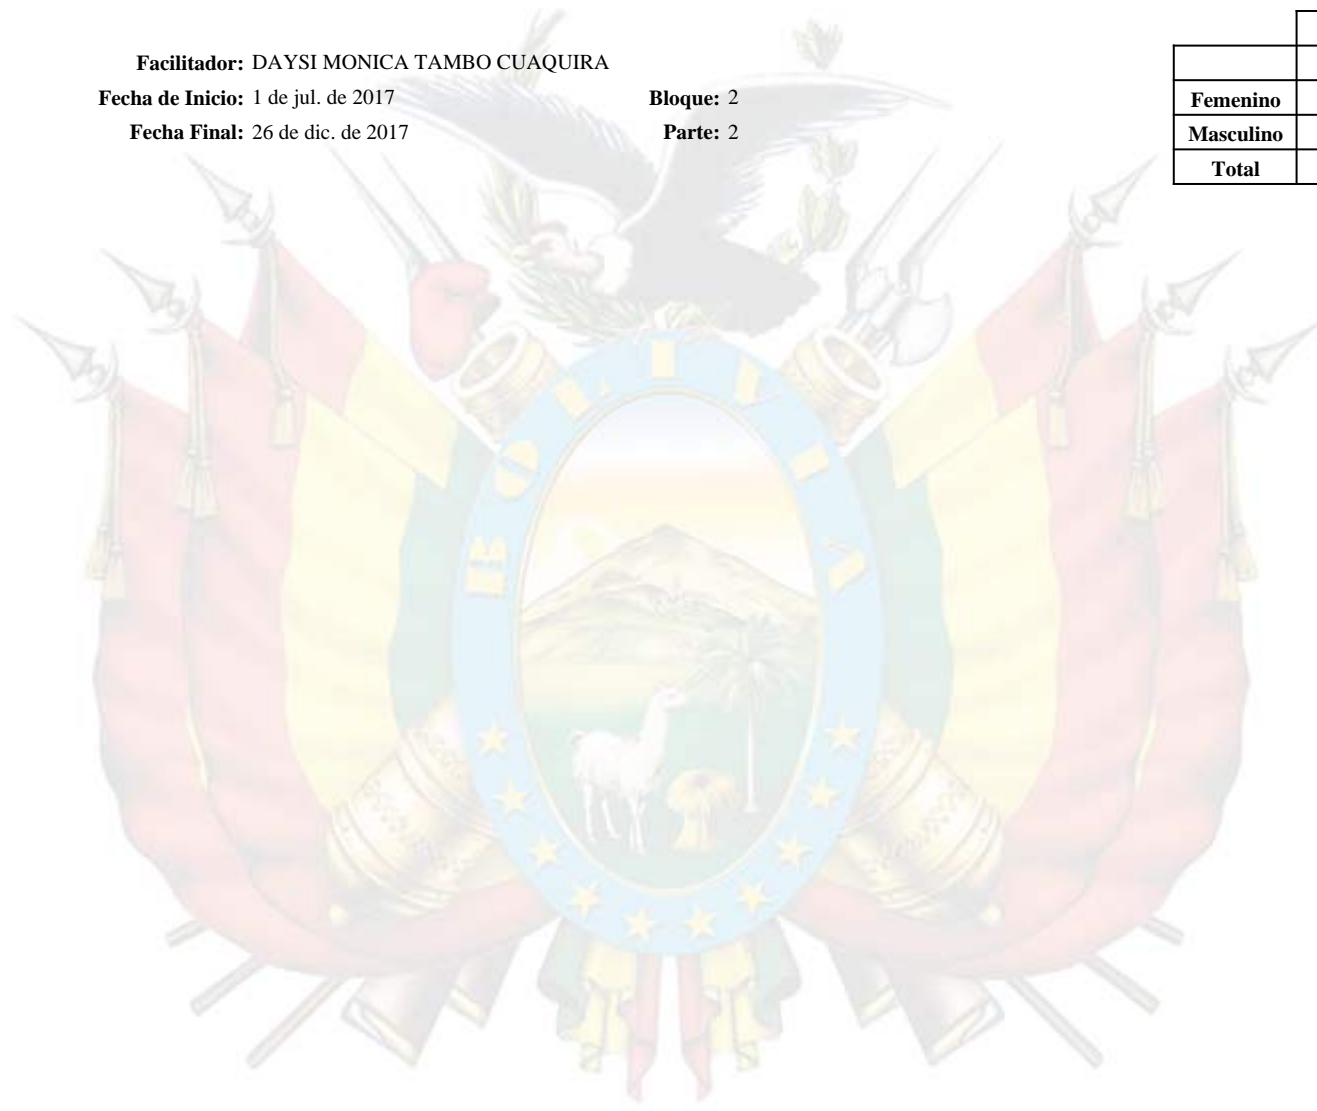 Facilitador: DAYSI MONICA TAMBO CUAQUIRA
Fecha de Inicio: 1 de jul. de 2017 Bloque: 2
Fecha Final: 26 de dic. de 2017 Parte: 2
Femenino
Masculino
Total
BOLIVIA